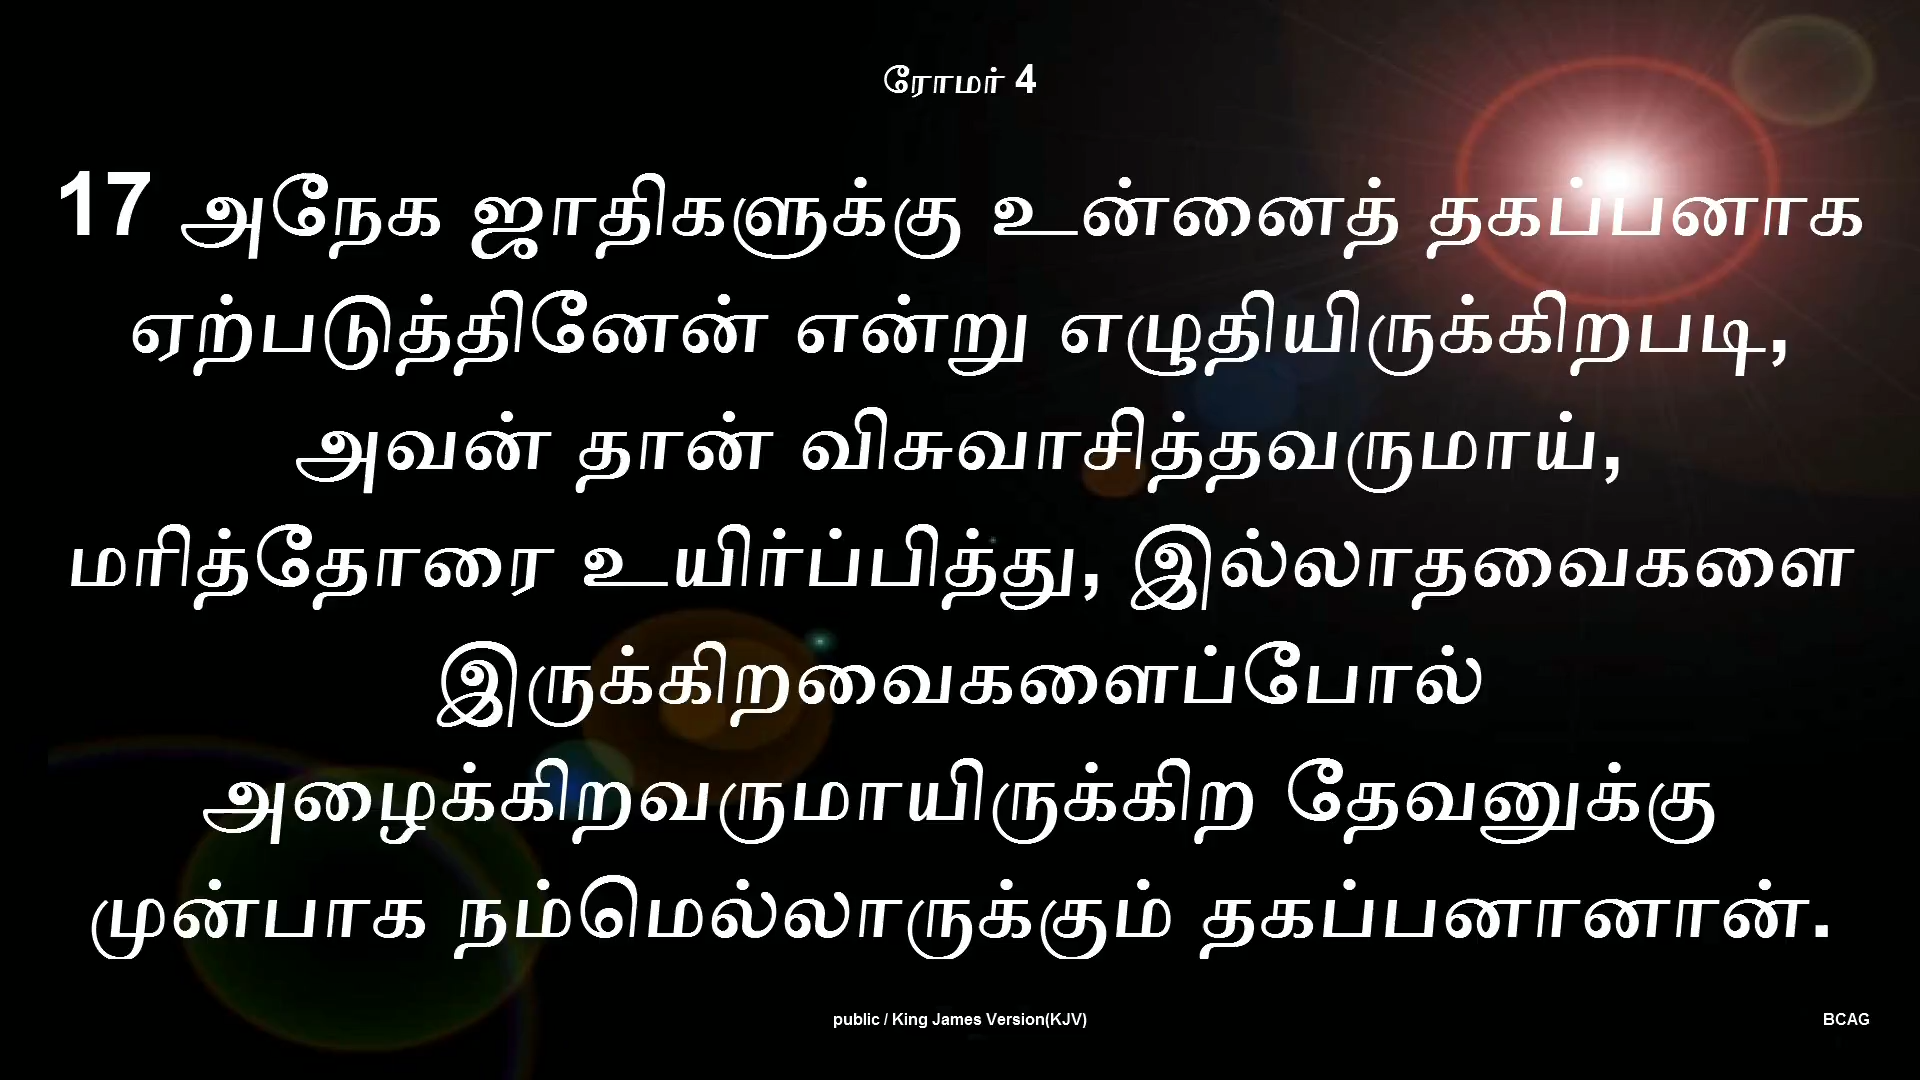 ரோமர் 4
17 அநேக ஜாதிகளுக்கு உன்னைத் தகப்பனாக
ஏற்படுத்தினேன் என்று எழுதியிருக்கிறபடி,
அவன் தான் விசுவாசித்தவருமாய்,
மரித்தோரை உயிர்ப்பித்து, இல்லாதவைகளை
இருக்கிறவைகளைப்போல்
அழைக்கிறவருமாயிருக்கிற தேவனுக்கு
முன்பாக நம்மெல்லாருக்கும் தகப்பனானான்.
public / King James Version(KJV)
BCAG